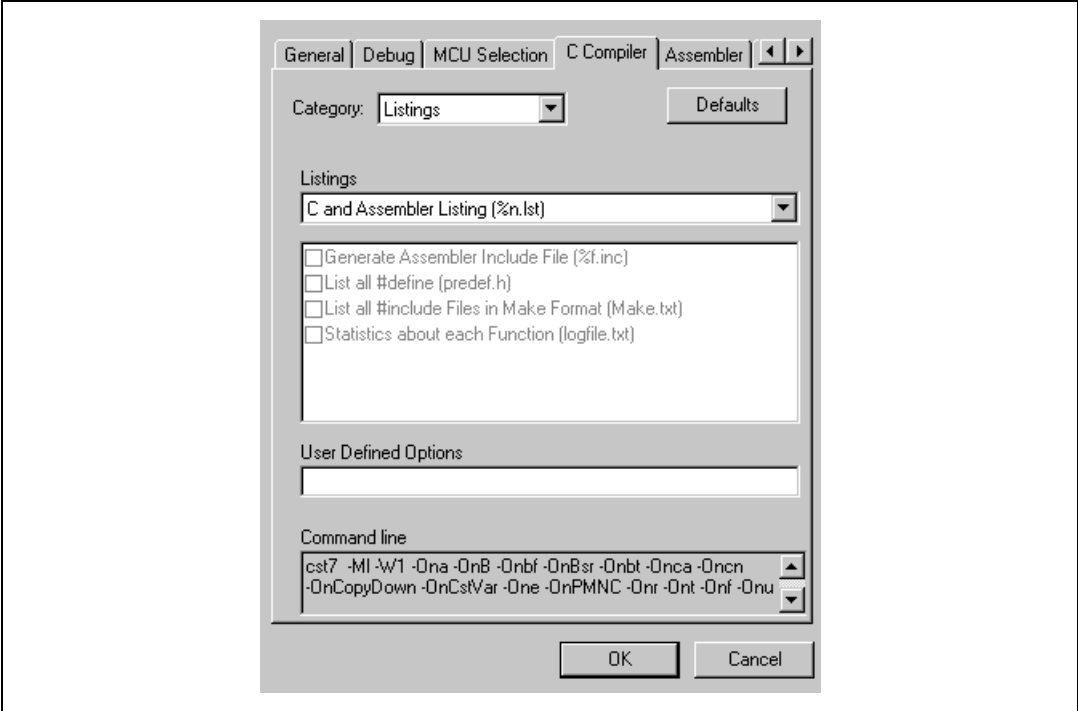 General Debug MCU Selection C Compiler Assembler
Category: Listings Defaults
Listings
C and Assembler Listing (%n.lst)
Generate Assembler Include File (%f.inc)
List all #define (predef.h)
List all #include Files in Make Format (Make.txt)
Statistics about each Function (logfile.txt)
User Defined Options
Command line
cst7 -Ml -W1 -Ona -OnB -Onbf -OnBsr -Onbt -Onca -Oncn
-OnCopyDown -OnCstVar -One -OnPMNC -Onr -Ont -Onf -Onu
OK Cancel